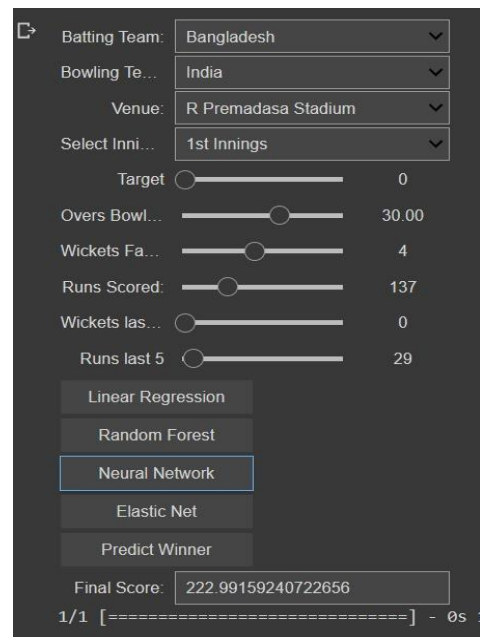 Batting Team: Bangladesh
Bowling Te... India
Venue: R Premadasa Stadium
Select Inni... 1st Innings
Target 0
Overs Bowl... 30.00
Wickets Fa... 4
Runs Scored: 137
Wickets las... 0
Runs last 5 29
Linear Regression
Random Forest
Neural Network
Elastic Net
Predict Winner
Final Score: 222.99159240722656
1/1 [==============================] - 0s